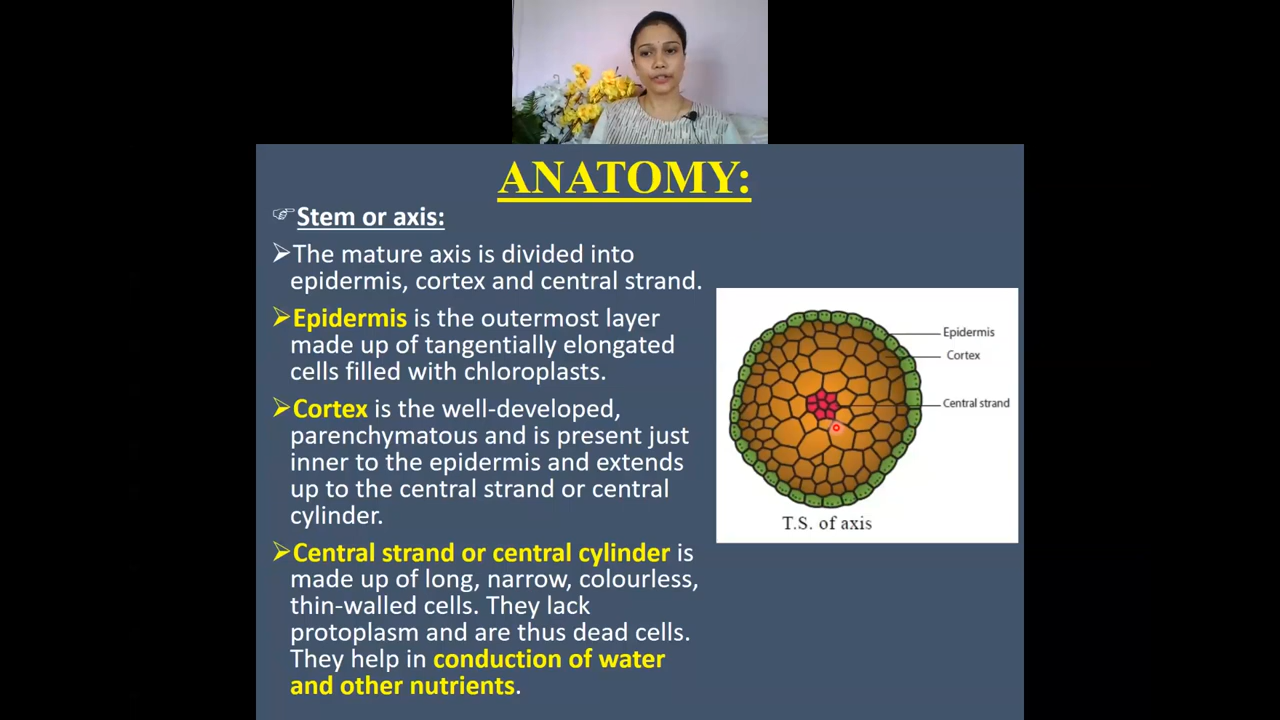 ANATOMY:
☞Stem or axis:
➢The mature axis is divided into
epidermis, cortex and central strand.
➢Epidermis is the outermost layer
made up of tangentially elongated
cells filled with chloroplasts.
➢Cortex is the well-developed,
parenchymatous and is present just
inner to the epidermis and extends
up to the central strand or central
cylinder.
➢Central strand or central cylinder is
made up of long, narrow, colourless,
thin-walled cells. They lack
protoplasm and are thus dead cells.
They help in conduction of water
and other nutrients.
Epidermis
Cortex
Central strand
T.S. of axis